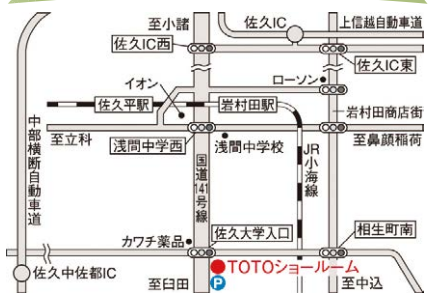 至小諸
佐久IC
上信越自動車道
佐久IC西
佐久IC東
イオン
ローソン
佐久平駅
岩村田駅
岩村田商店街
中部横断自動車道
至立科
浅間中学西
浅間中学校
至鼻顔稲荷
国道141号線
JR小海線
カワチ薬品
佐久大学入口
相生町南
TOTOショールーム
佐久中佐都IC
至臼田
P
至中込